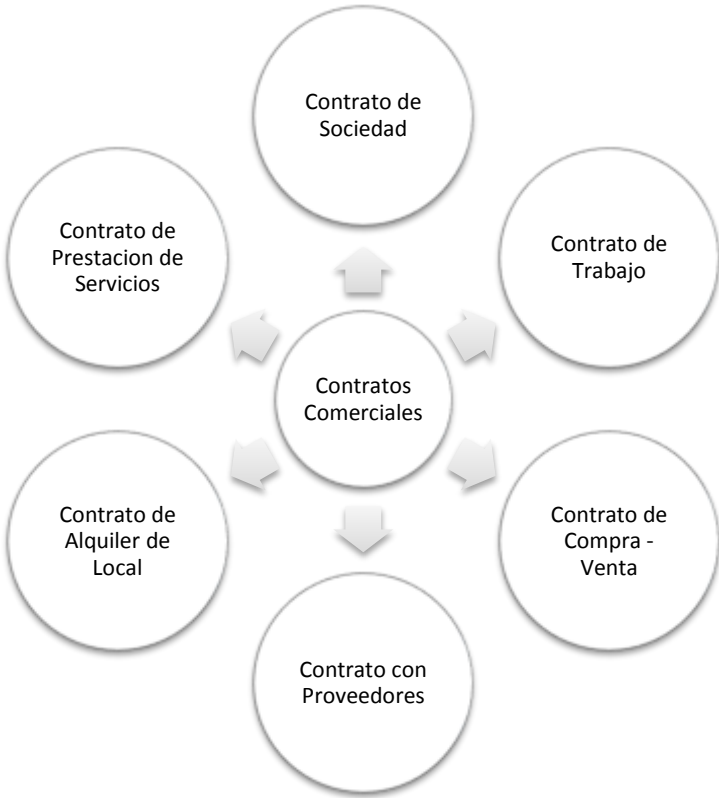 Contrato de
Sociedad
Contrato de
Prestacion de
Servicios
Contrato de
Trabajo
Contratos
Comerciales
Contrato de
Alquiler de
Local
Contrato de
Compra -
Venta
Contrato con
Proveedores